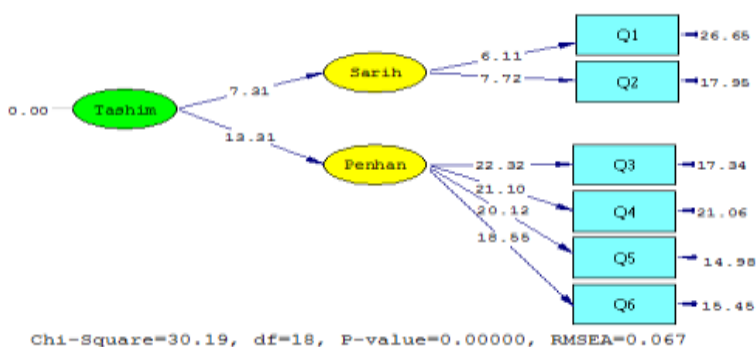 Q1
26.65
6.11
Sarih
7.31
7.72
Q2
17.95
0.00
Tashim
13.31
Penhan
22.32
Q3
17.34
21.10
Q4
21.06
20.12
18.55
Q5
14.98
Q6
15.45
Chi-Square=30.19, df=18, P-value=0.00000, RMSEA=0.067